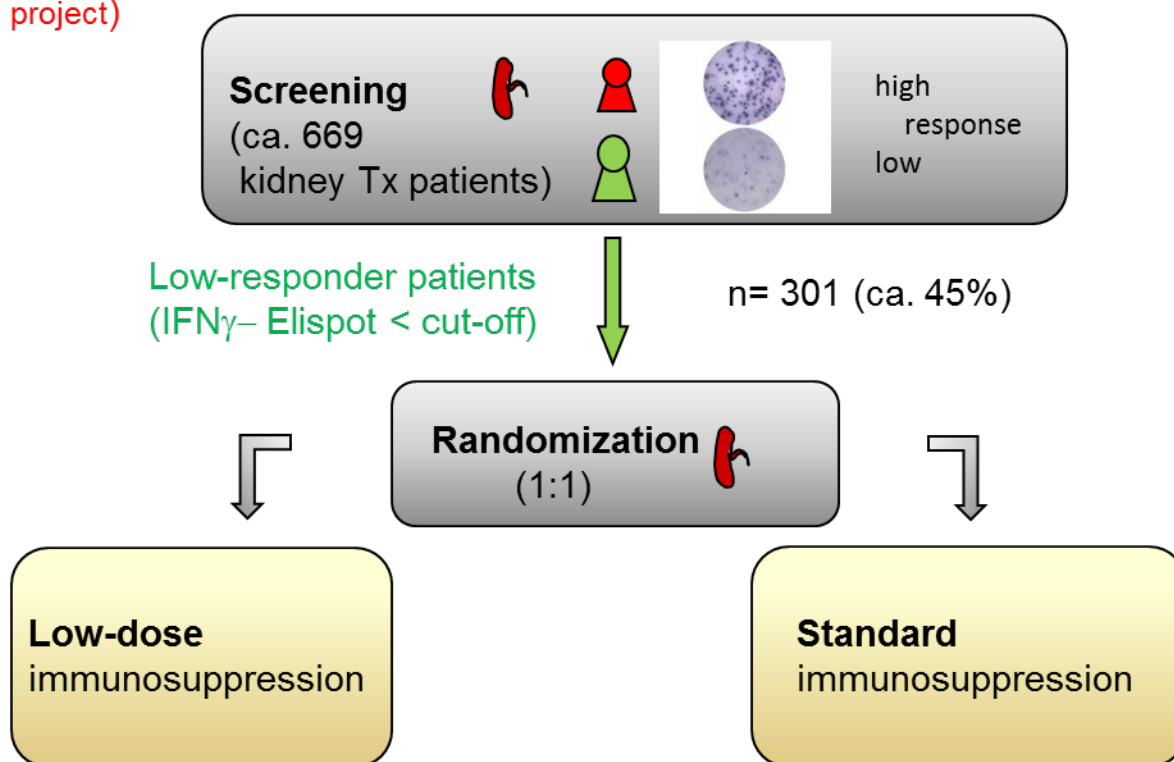 project)
Screening
(ca. 669
kidney Tx patients)
high
response
low
Low-responder patients
(IFNγ– Elispot < cut-off)
n= 301 (ca. 45%)
Randomization
(1:1)
Low-dose
immunosuppression
Standard
immunosuppression